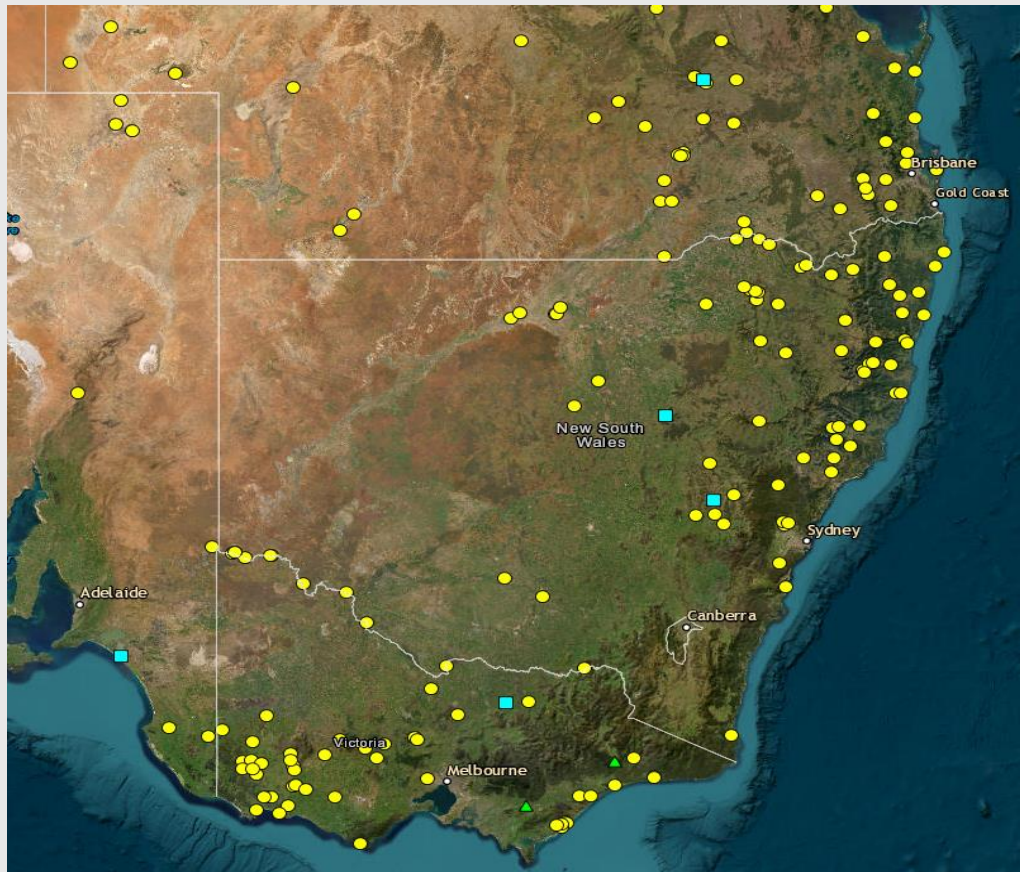 Brisbane
Gold Coast
New South
Wales
Sydney
Adelaide
Canberra
Victoria
Melbourne